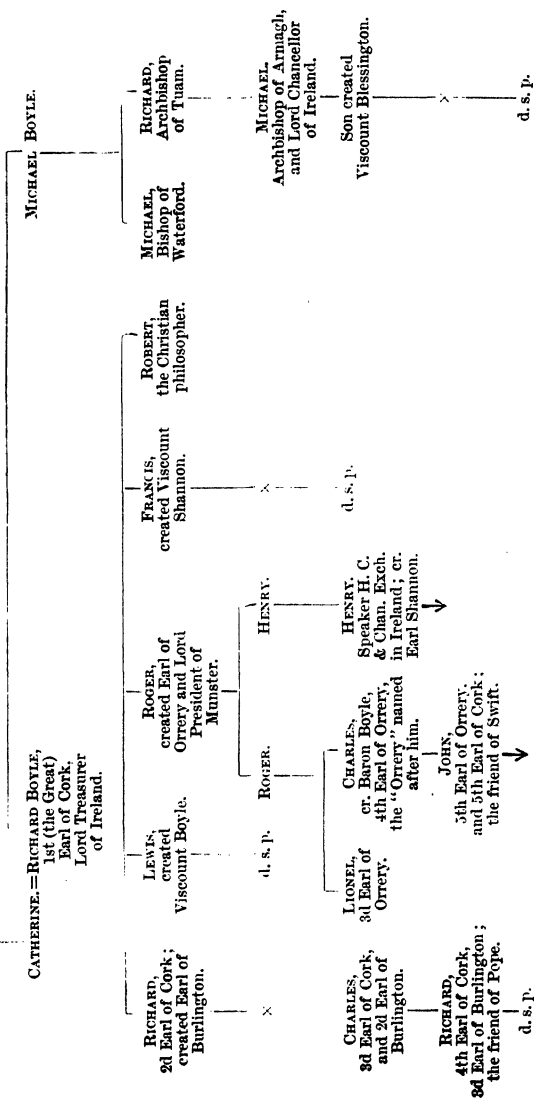 CATHERINE.=RICHARD BOYLE,
1st (the Great)
Earl of Cork,
Lord Treasurer
of Ireland.
MICHAEL BOYLE.
RICHARD,
2d Earl of Cork;
created Earl of
Burlington.
LEWIS,
created
Viscount Boyle.
ROGER,
created Earl of
Orrery and Lord
President of
Munster.
FRANCIS,
created Viscount
Shannon.
ROBERT,
the Christian
philosopher.
MICHAEL,
Bishop of
Waterford.
RICHARD,
Archbishop
of Tuam.
×
d. s. p.
ROGER.
HENRY.
×
MICHAEL,
Archbishop of Armagh,
and Lord Chancellor
of Ireland.
CHARLES,
3d Earl of Cork,
and 2d Earl of
Burlington.
LIONEL,
3d Earl of
Orrery.
CHARLES,
cr. Baron Boyle,
4th Earl of Orrery,
the "Orrery" named
after him.
HENRY.
Speaker H. C.
& Chan. Exch.
in Ireland; cr.
Earl Shannon.
d. s. p.
Son created
Viscount Blessington.
RICHARD,
4th Earl of Cork,
3d Earl of Burlington;
the friend of Pope.
JOHN,
5th Earl of Orrery.
and 5th Earl of Cork;
the friend of Swift.
×
d. s. p.
d. s. p.